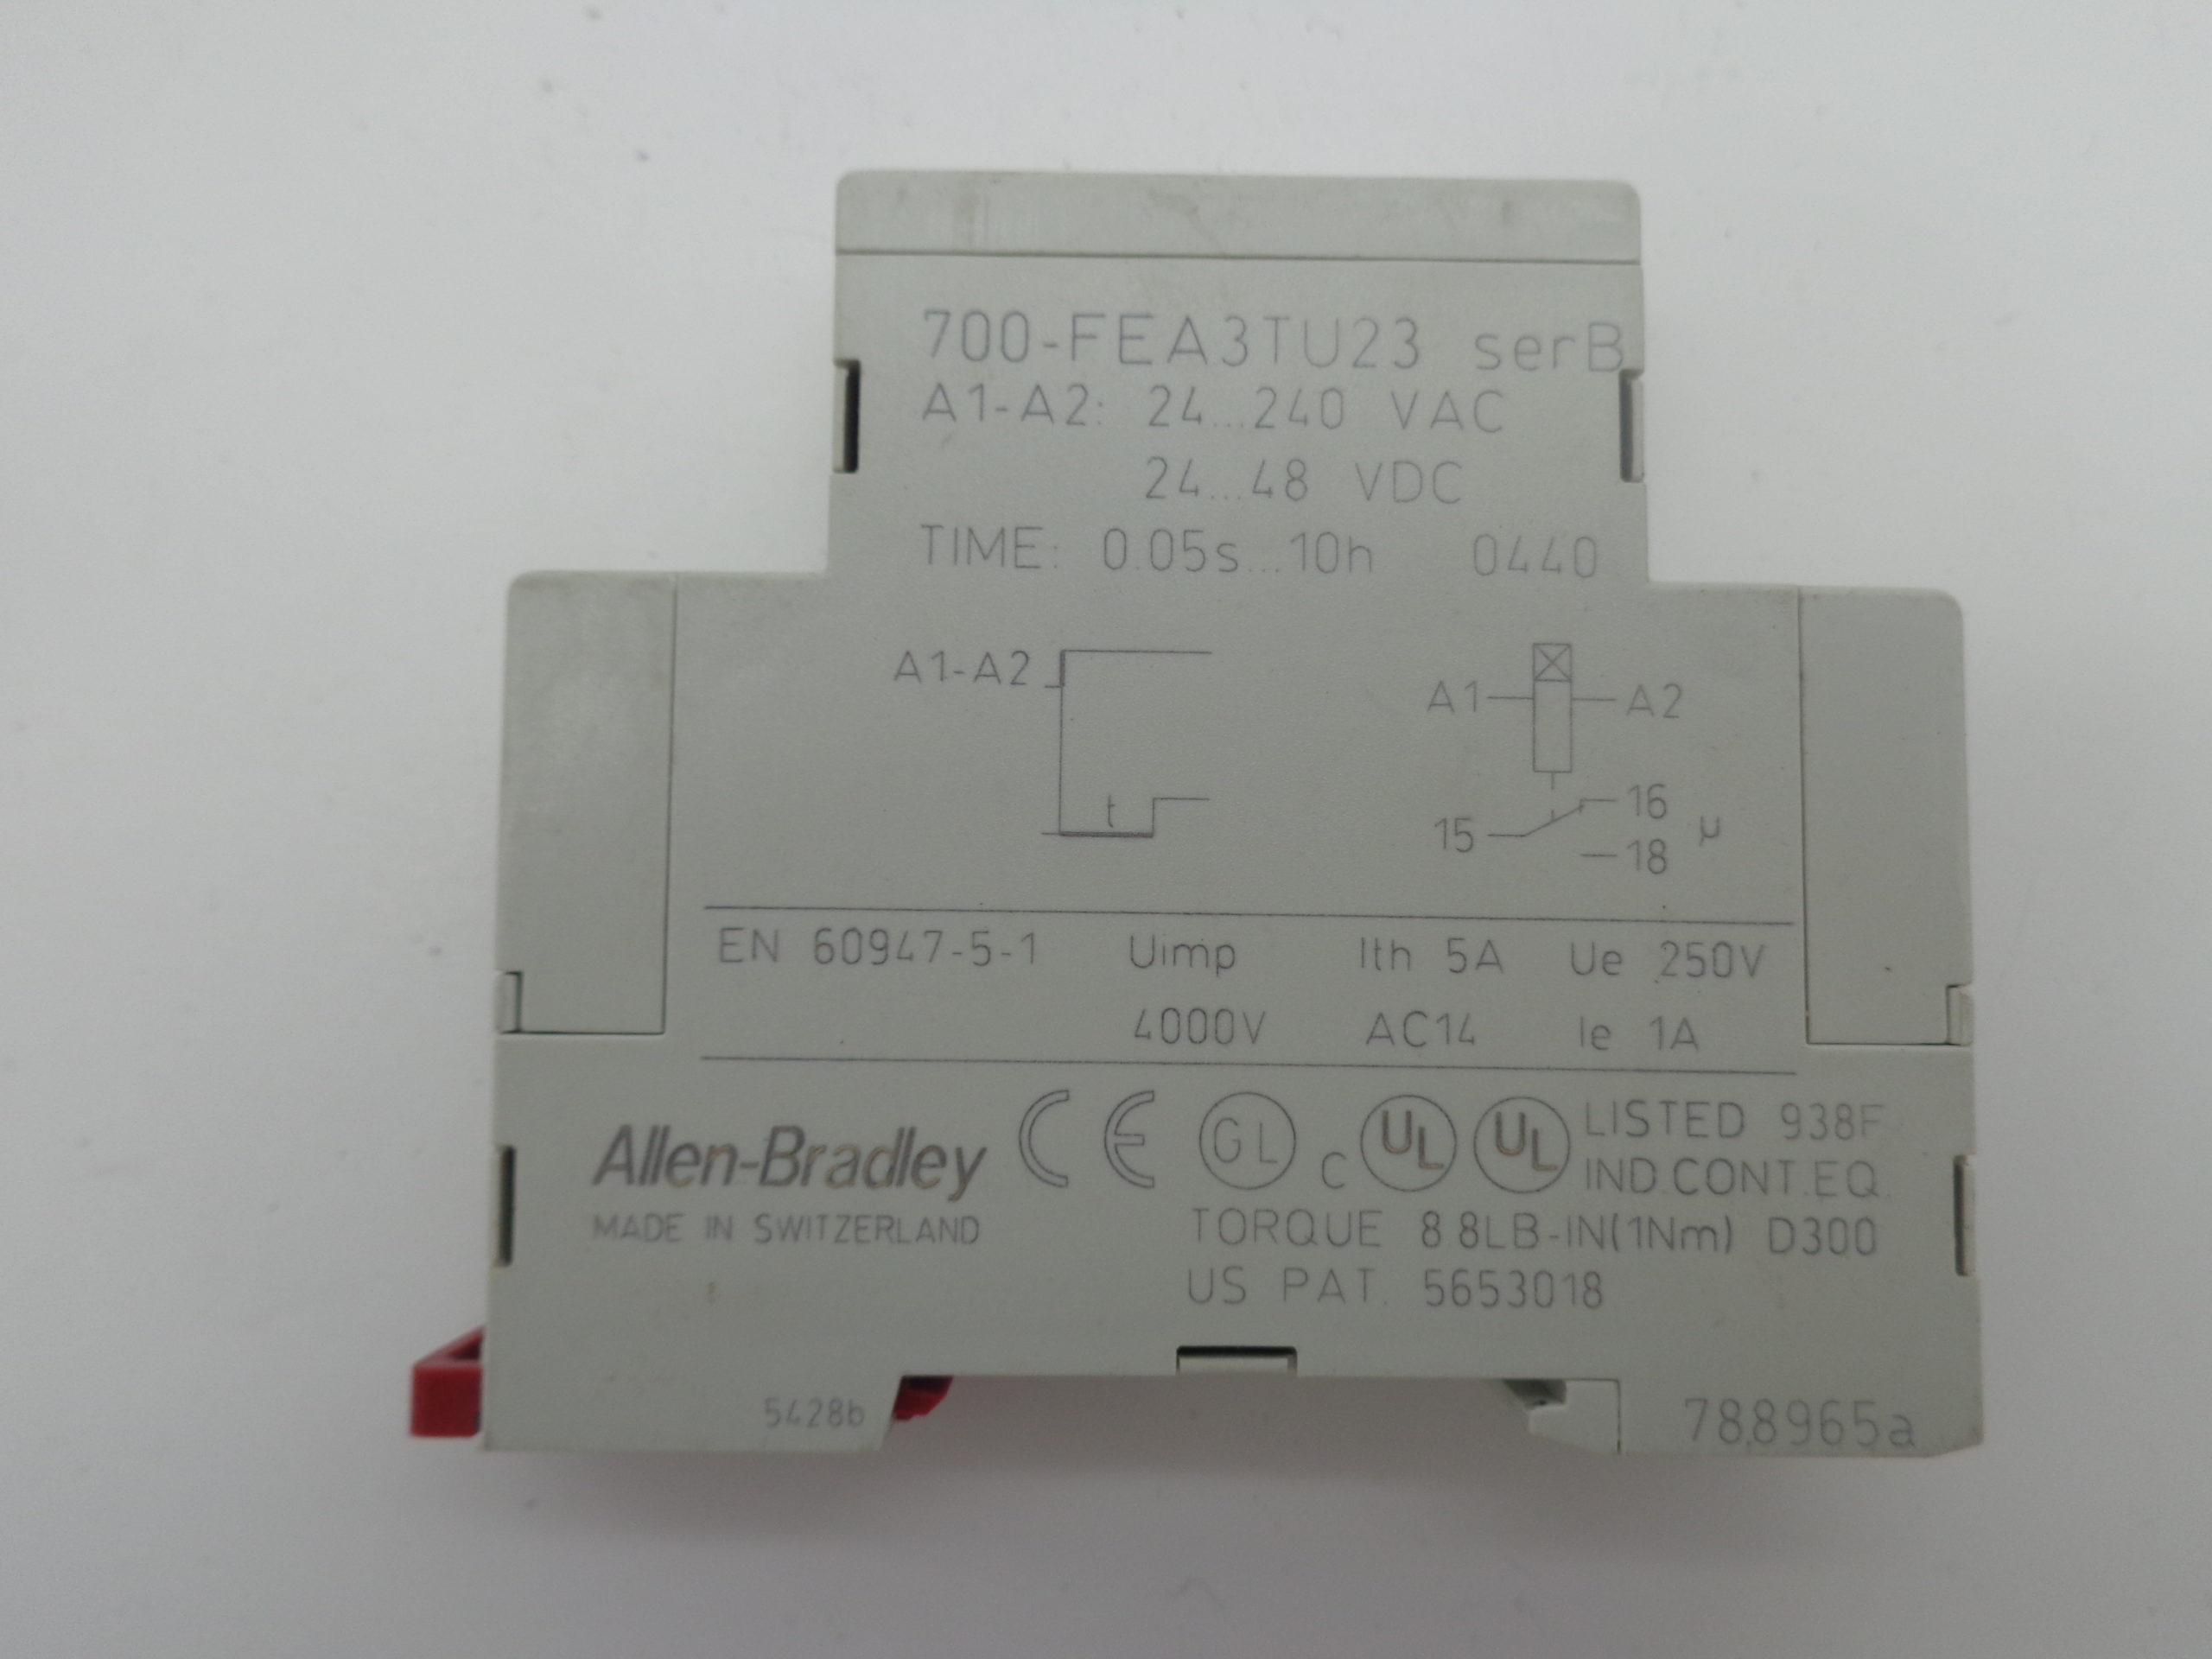 700-FEA3TU23 serB
A1-A2: 24...240 VAC
24...48 VDC
TIME: 0.05s...10h 0440
A1-A2
t
A1 A2
15 16 18 µ
EN 60947-5-1 Uimp Ith 5A Ue 250V
4000V AC14 Ie 1A
Allen-Bradley CE GL c UL UL LISTED 938F
IND.CONT.EQ.
MADE IN SWITZERLAND
TORQUE 8.8LB-IN(1Nm) D300
US PAT. 5653018
5428b
788965a